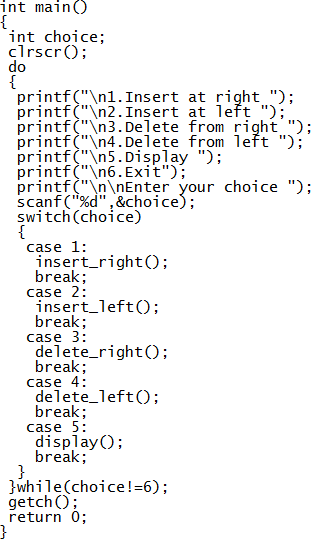 int main()
{
 int choice;
 clrscr();
 do
 {
  printf("\n1.Insert at right ");
  printf("\n2.Insert at left ");
  printf("\n3.Delete from right ");
  printf("\n4.Delete from left ");
  printf("\n5.Display ");
  printf("\n6.Exit");
  printf("\n\nEnter your choice ");
  scanf("%d",&choice);
  switch(choice)
  {
   case 1:
    insert_right();
    break;
   case 2:
    insert_left();
    break;
   case 3:
    delete_right();
    break;
   case 4:
    delete_left();
    break;
   case 5:
    display();
    break;
  }
 }while(choice!=6);
 getch();
 return 0;
}